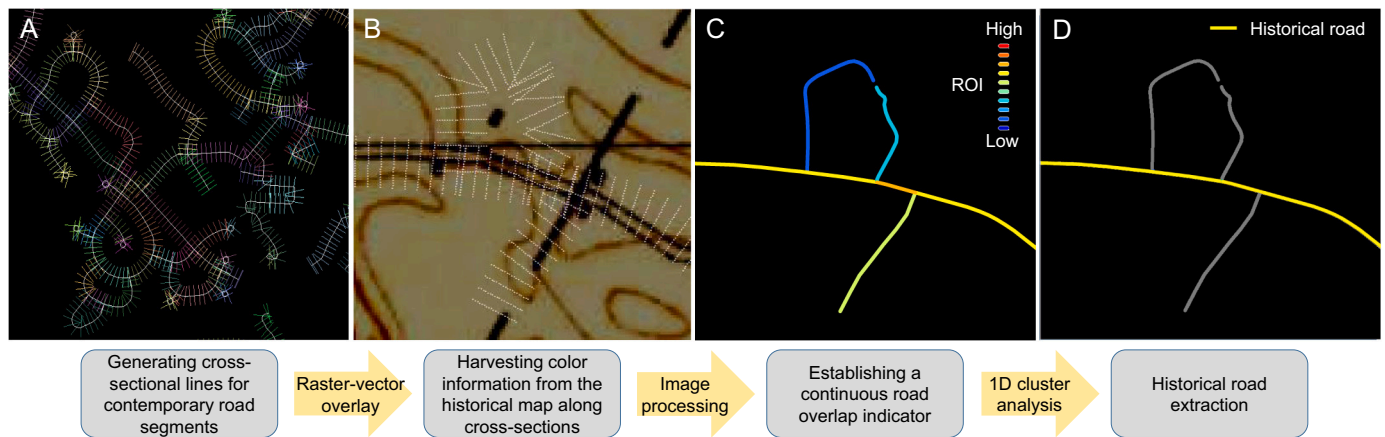 A
B
C
High
ROI
Low
D
Historical road
Generating cross-
sectional lines for
contemporary road
segments
Raster-vector
overlay
Harvesting color
information from the
historical map along
cross-sections
Image
processing
Establishing a
continuous road
overlap indicator
1D cluster
analysis
Historical road
extraction